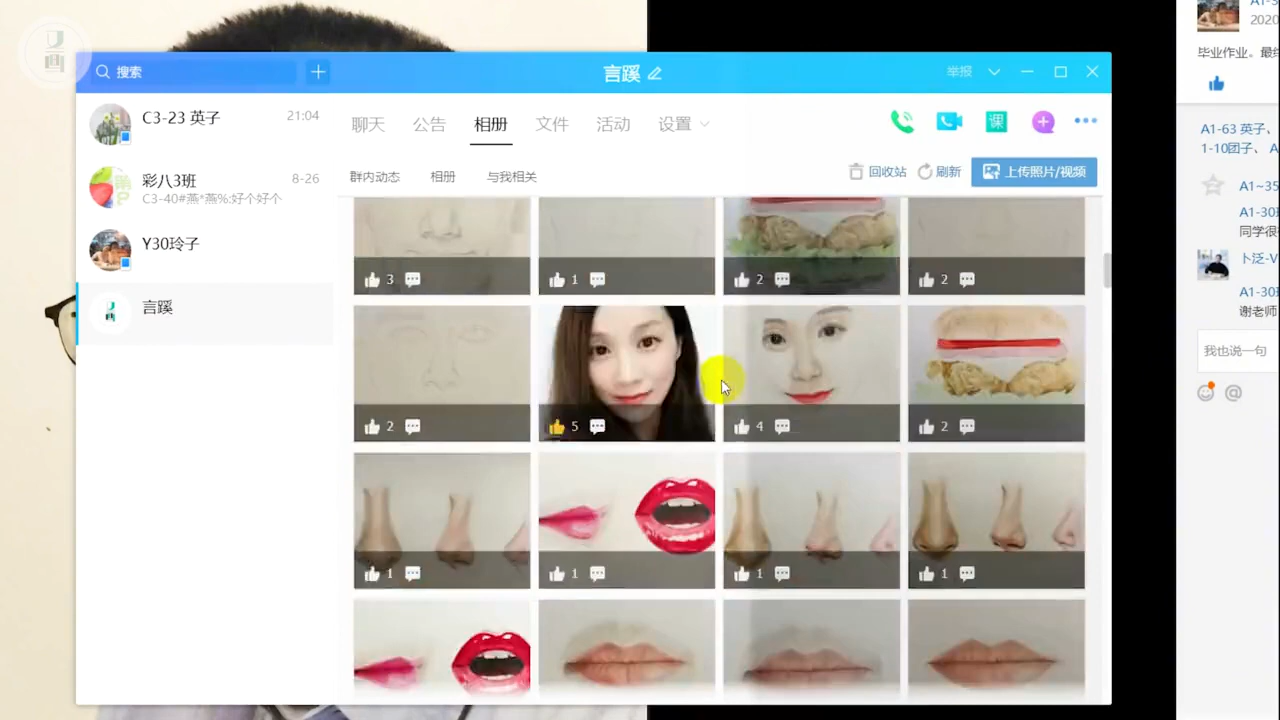 搜索
言蹊
举报
C3-23 英子
21:04
彩八3班
8-26
C3-40#燕*燕%:好个好个
Y30玲子
言蹊
聊天
公告
相册
文件
活动
设置
课
群内动态
相册
与我相关
回收站
刷新
上传照片/视频
3
1
2
2
2
5
4
2
1
1
1
1
A1-3
2020
毕业作业。最终
A1-63 英子、
1-10团子、 A
A1~35
A1-30
同学很
卜泛-V
A1-30
谢老师
我也说一句
@